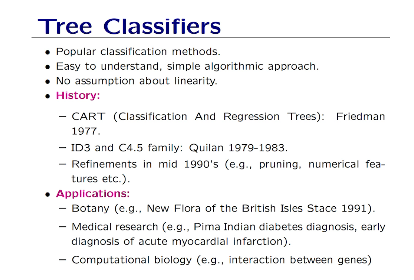 Tree Classifiers
• Popular classification methods.
• Easy to understand, simple algorithmic approach.
• No assumption about linearity.
• History:
– CART (Classification And Regression Trees): Friedman
1977.
– ID3 and C4.5 family: Quilan 1979-1983.
– Refinements in mid 1990's (e.g., pruning, numerical fea-
tures etc.).
• Applications:
– Botany (e.g., New Flora of the British Isles Stace 1991).
– Medical research (e.g., Pima Indian diabetes diagnosis, early
diagnosis of acute myocardial infarction).
– Computational biology (e.g., interaction between genes)